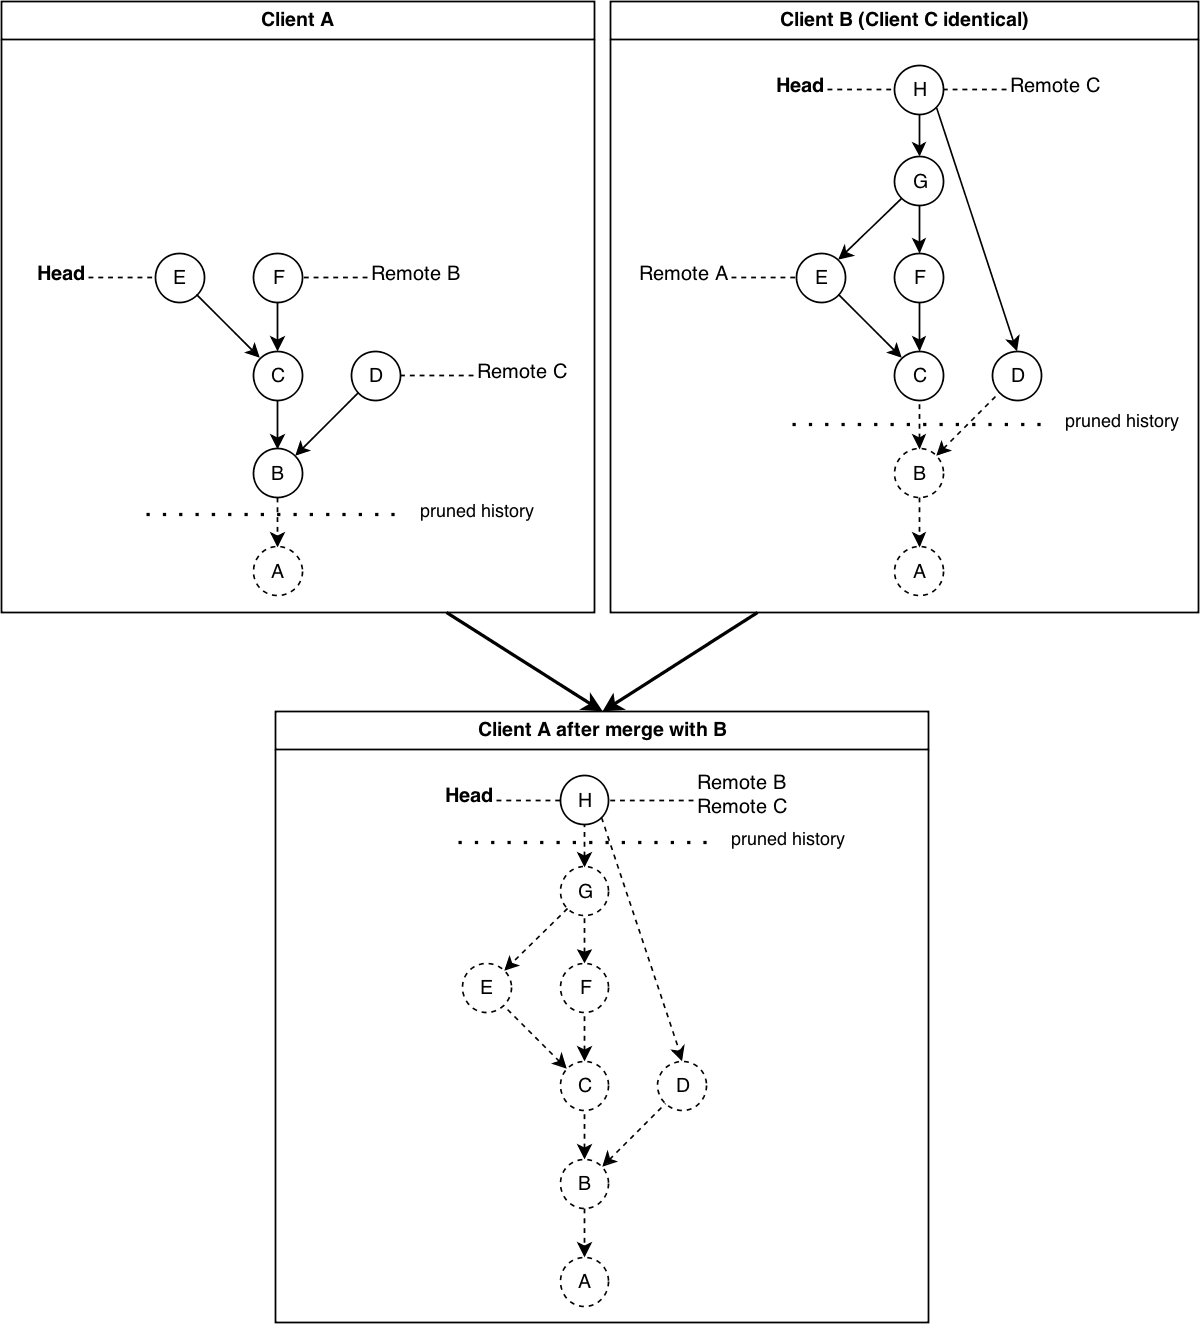 Client A
Head
E
F
Remote B
C
D
Remote C
B
pruned history
A
Client B (Client C identical)
Head
H
Remote C
G
Remote A
E
F
C
D
pruned history
B
A
Client A after merge with B
Head
H
Remote B
Remote C
pruned history
G
E
F
C
D
B
A